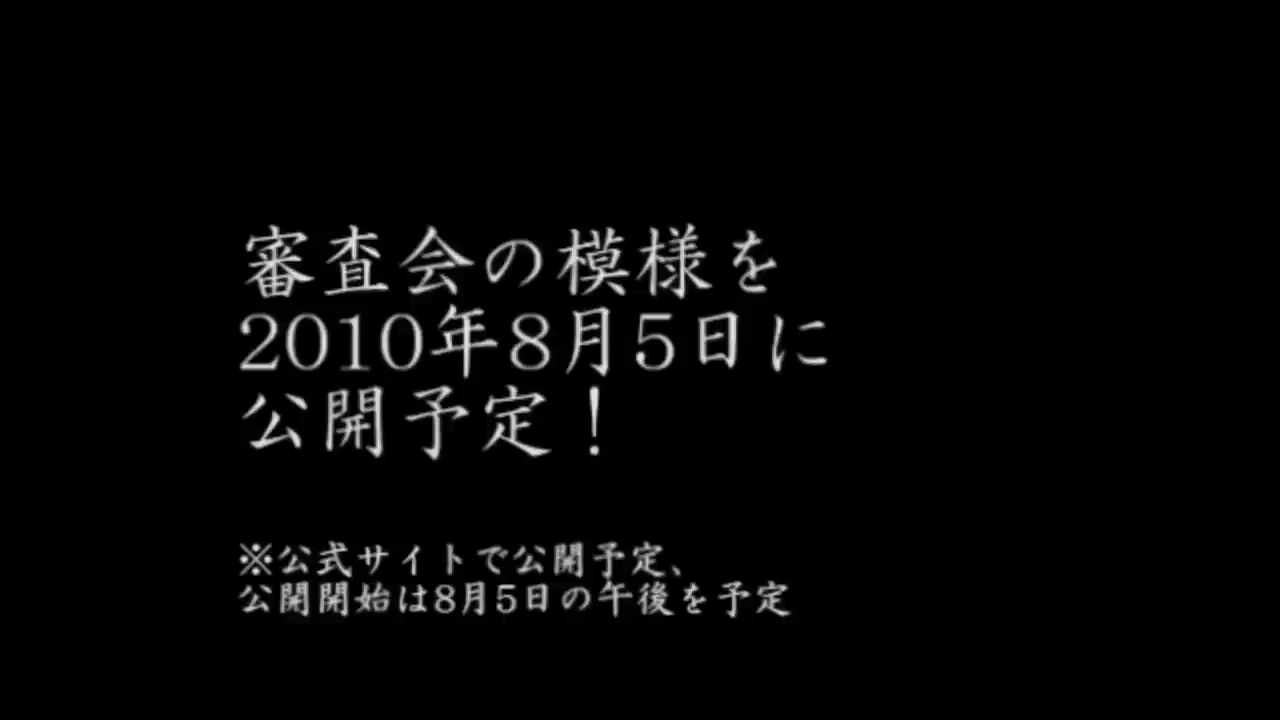 審査会の模様を
2010年8月5日に
公開予定！
※公式サイトで公開予定、
公開開始は8月5日の午後を予定